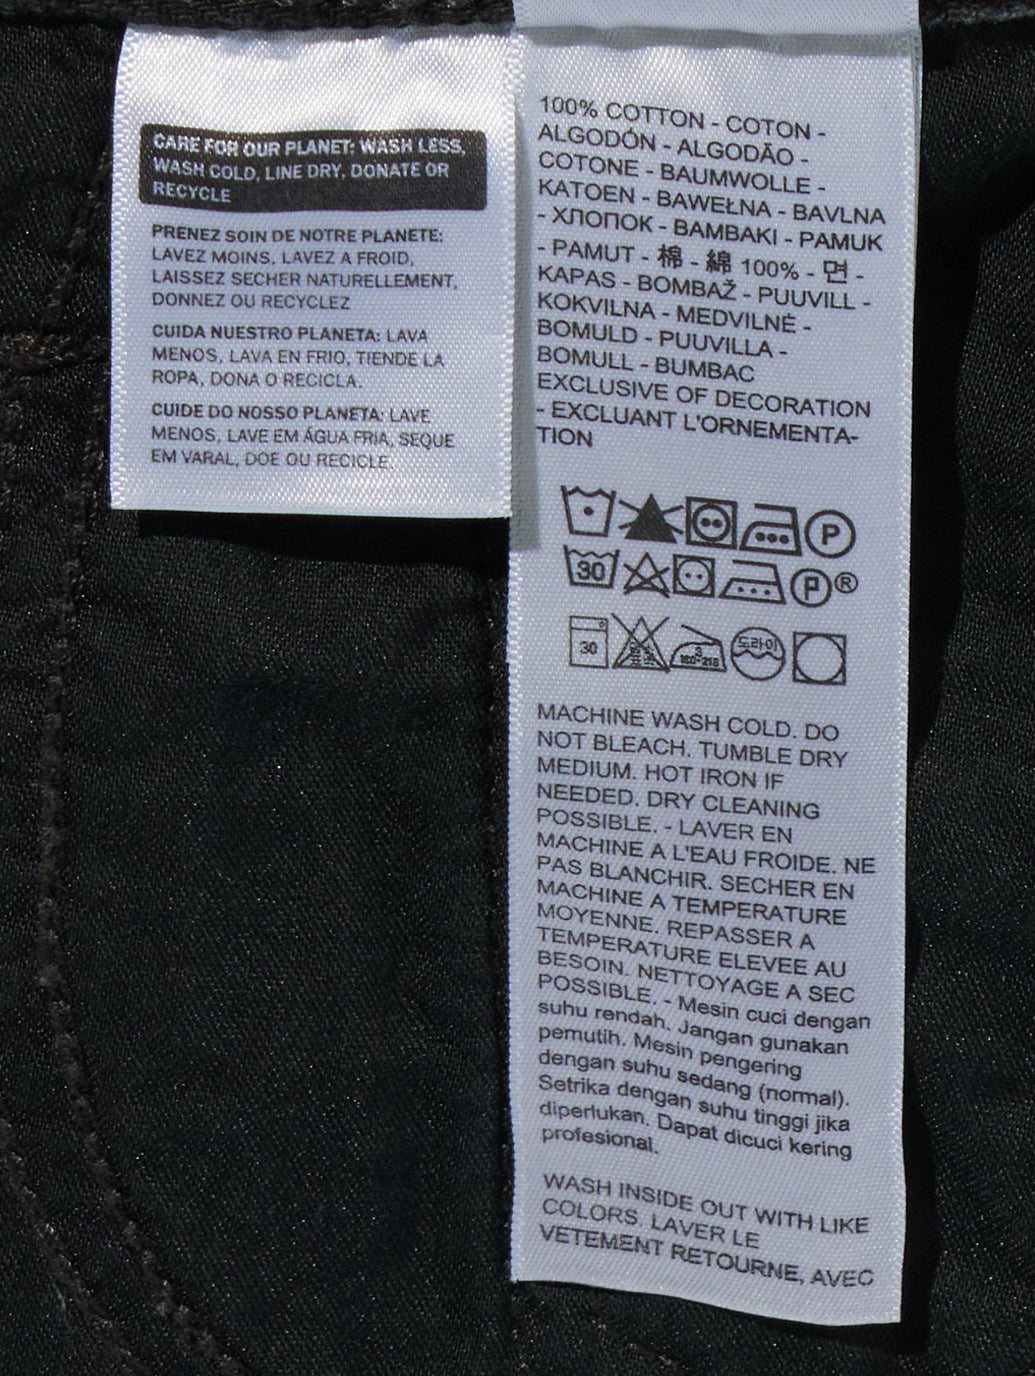 CARE FOR OUR PLANET: WASH LESS,
WASH COLD, LINE DRY, DONATE OR
RECYCLE
PRENEZ SOIN DE NOTRE PLANETE:
LAVEZ MOINS, LAVEZ A FROID,
LAISSEZ SECHER NATURELLEMENT,
DONNEZ OU RECYCLEZ
CUIDA NUESTRO PLANETA: LAVA
MENOS, LAVA EN FRIO, TIENDE LA
ROPA, DONA O RECICLA.
CUIDE DO NOSSO PLANETA: LAVE
MENOS, LAVE EM ÁGUA FRIA, SEQUE
EM VARAL, DOE OU RECICLE.
100% COTTON - COTON -
ALGODÓN - ALGODÃO -
COTONE - BAUMWOLLE -
KATOEN - BAWEŁNA - BAVLNA
- ХЛОПОК - BAMBAKI - PAMUK
- PAMUT - 棉 - 綿 100% - 면 -
KAPAS - BOMBAŽ - PUUVILL -
KOKVILNA - MEDVILNĖ -
BOMULD - PUUVILLA -
BOMULL - BUMBAC
EXCLUSIVE OF DECORATION
- EXCLUANT L'ORNEMENTA-
TION
P
30 P ®
30 180-210 드라이
MACHINE WASH COLD. DO
NOT BLEACH. TUMBLE DRY
MEDIUM. HOT IRON IF
NEEDED. DRY CLEANING
POSSIBLE. - LAVER EN
MACHINE A L'EAU FROIDE. NE
PAS BLANCHIR. SECHER EN
MACHINE A TEMPERATURE
MOYENNE. REPASSER A
TEMPERATURE ELEVEE AU
BESOIN. NETTOYAGE A SEC
POSSIBLE. - Mesin cuci dengan
suhu rendah. Jangan gunakan
pemutih. Mesin pengering
dengan suhu sedang (normal).
Setrika dengan suhu tinggi jika
diperlukan. Dapat dicuci kering
profesional.
WASH INSIDE OUT WITH LIKE
COLORS. LAVER LE
VETEMENT RETOURNE, AVEC